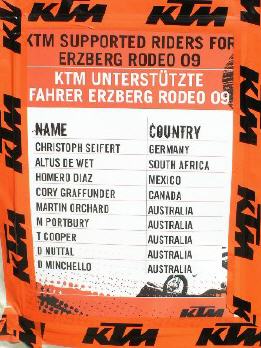 KTM SUPPORTED RIDERS FOR
ERZBERG RODEO 09
KTM UNTERSTÜTZTE
FAHRER ERZBERG RODEO 09
NAME COUNTRY
CHRISTOPH SEIFERT GERMANY
ALTUS DE WET SOUTH AFRICA
HOMERO DIAZ MEXICO
CORY GRAFFUNDER CANADA
MARTIN ORCHARD AUSTRALIA
M PORTBURY AUSTRALIA
T COOPER AUSTRALIA
D NUTTAL AUSTRALIA
D MINCHELLO AUSTRALIA
KTM